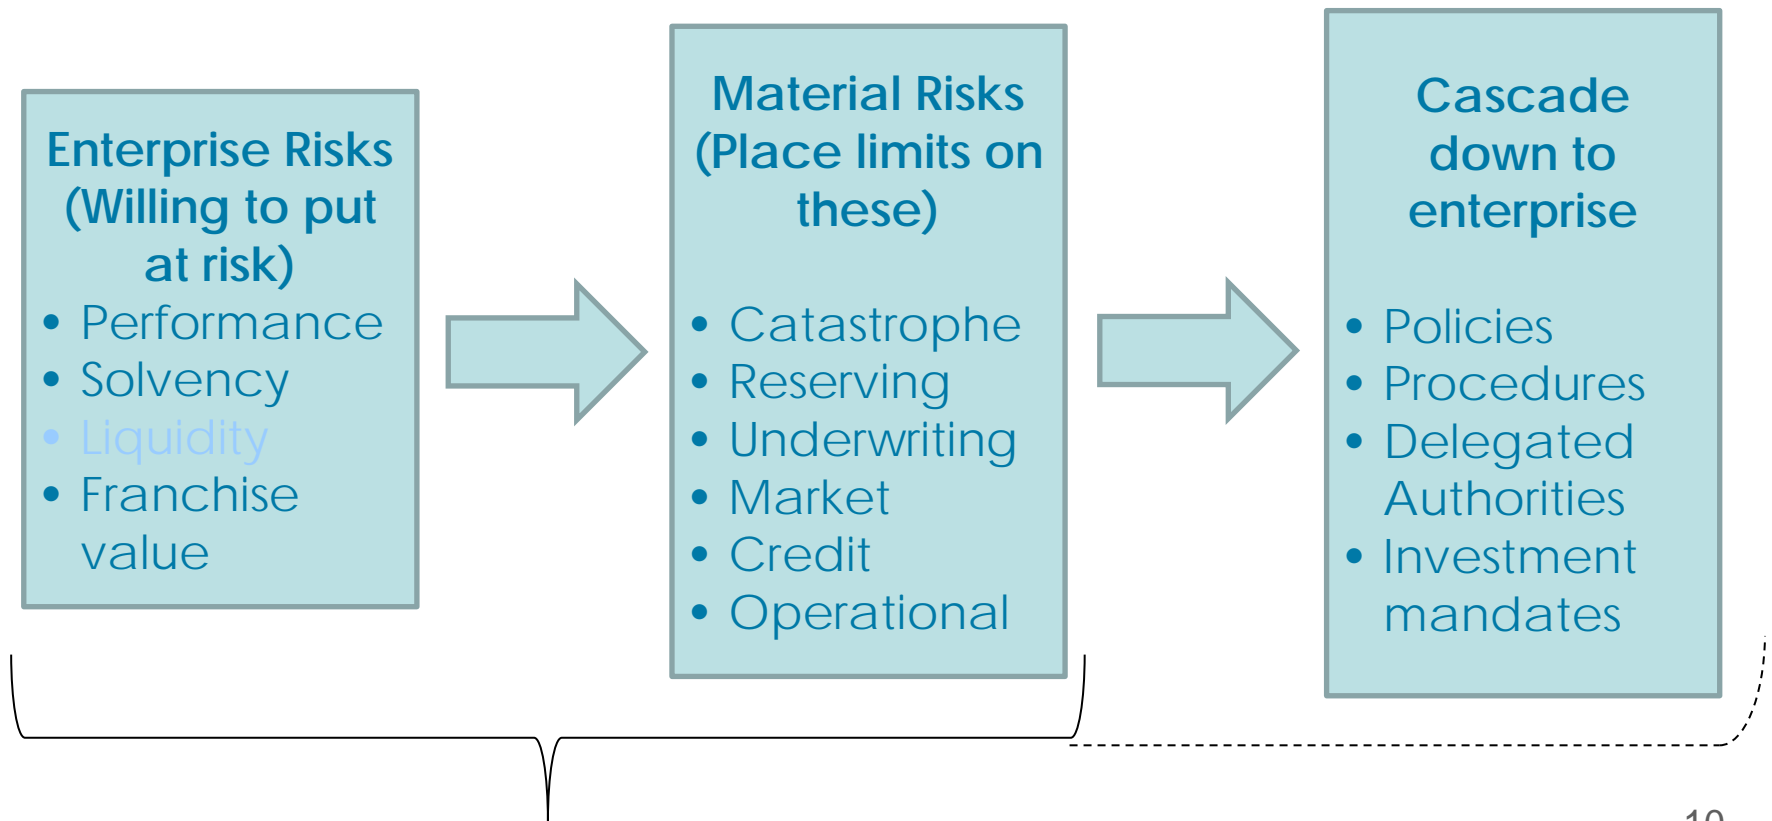 Enterprise Risks
(Willing to put
at risk)
• Performance
• Solvency
• Liquidity
• Franchise
value
Material Risks
(Place limits on
these)
• Catastrophe
• Reserving
• Underwriting
• Market
• Credit
• Operational
Cascade
down to
enterprise
• Policies
• Procedures
• Delegated
Authorities
• Investment
mandates
10